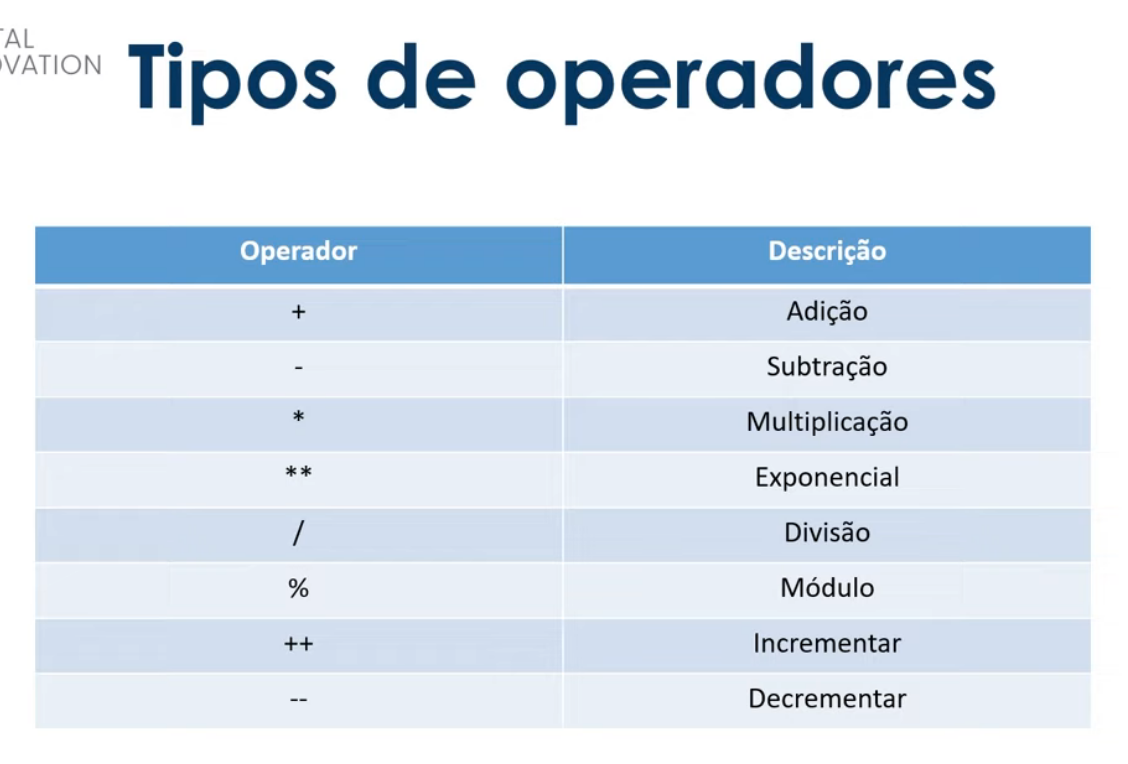 TAL
OVATION
Tipos de operadores
Operador Descrição
+ Adição
- Subtração
* Multiplicação
** Exponencial
/ Divisão
% Módulo
++ Incrementar
-- Decrementar